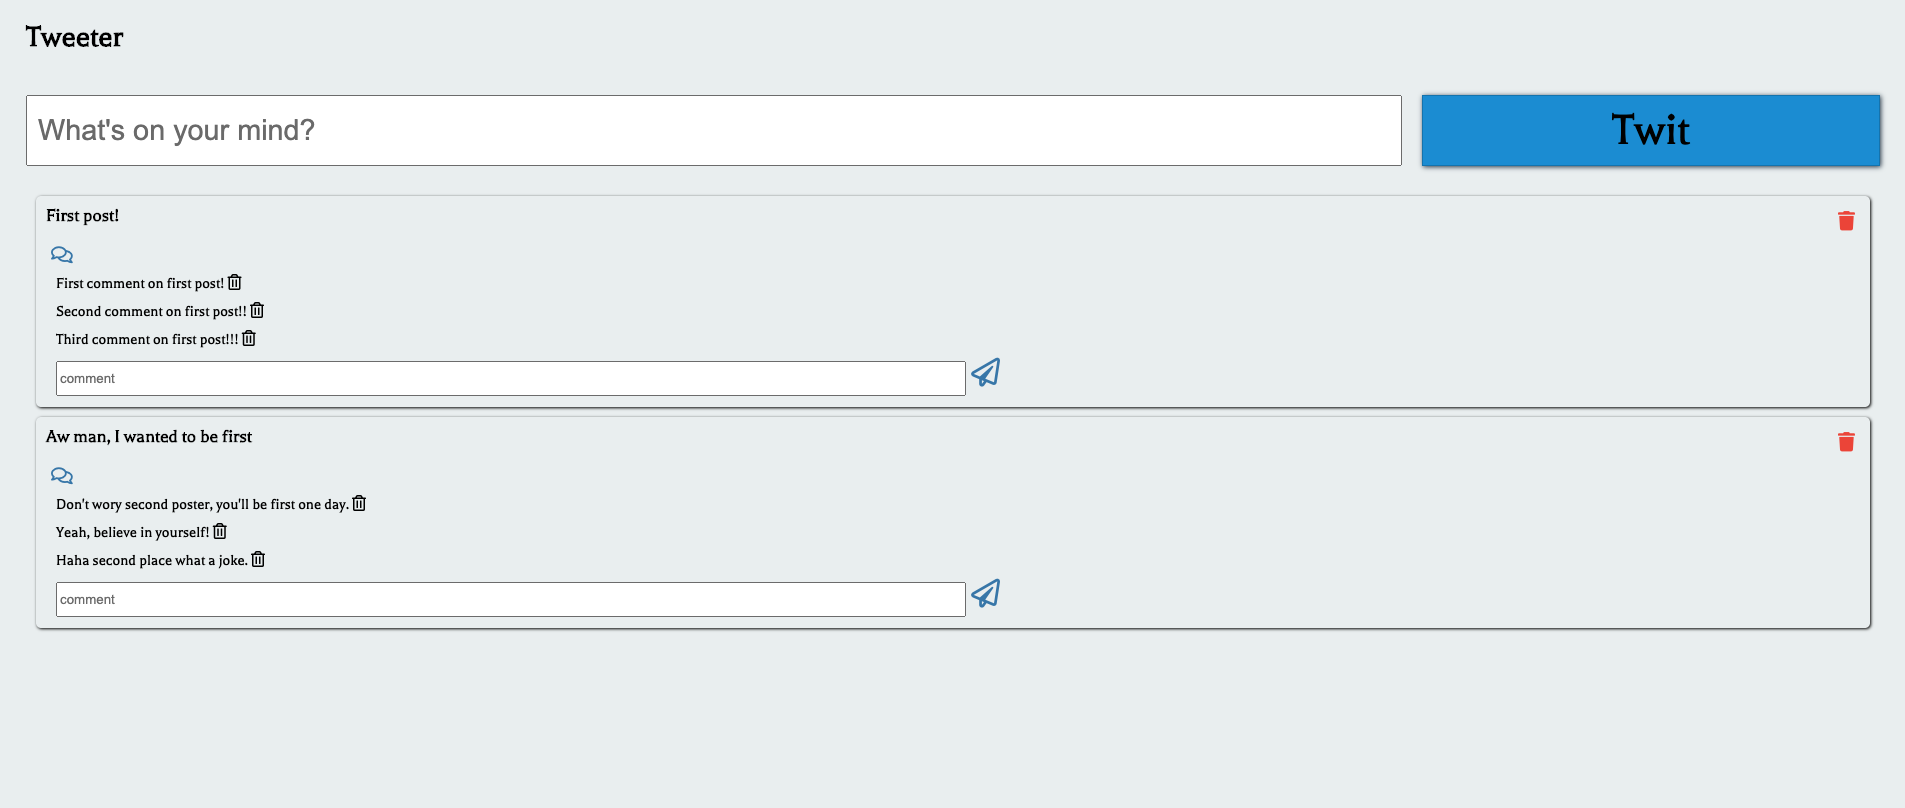 Tweeter
What's on your mind?
Twit
First post!
First comment on first post!
Second comment on first post!!
Third comment on first post!!!
comment
Aw man, I wanted to be first
Don't wory second poster, you'll be first one day.
Yeah, believe in yourself!
Haha second place what a joke.
comment